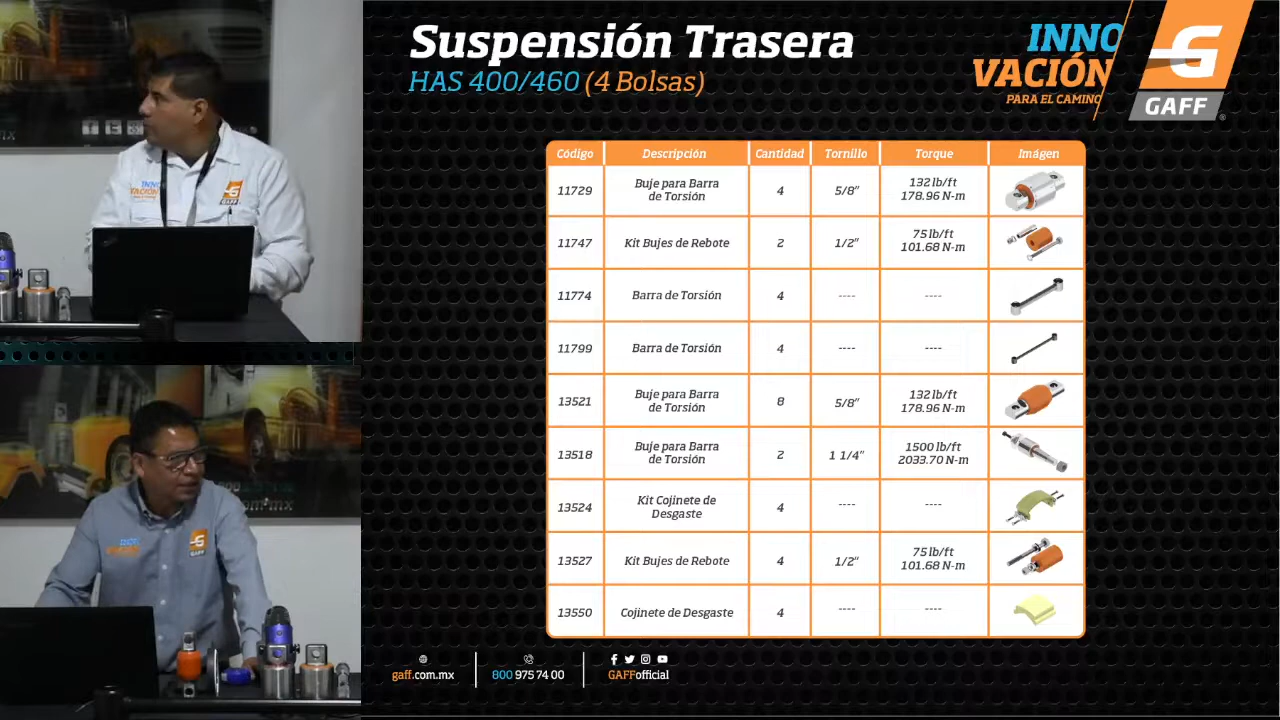 Suspensión Trasera
HAS 400/460 (4 Bolsas)
INNO
VACIÓN
PARA EL CAMINO
G
GAFF
®
Código Descripción Cantidad Tornillo Torque Imágen
11729 Buje para Barra de Torsión 4 5/8" 132 lb/ft 178.96 N-m
11747 Kit Bujes de Rebote 2 1/2" 75 lb/ft 101.68 N-m
11774 Barra de Torsión 4 ---- ----
11799 Barra de Torsión 4 ---- ----
13521 Buje para Barra de Torsión 8 5/8" 132 lb/ft 178.96 N-m
13518 Buje para Barra de Torsión 2 1 1/4" 1500 lb/ft 2033.70 N-m
13524 Kit Cojinete de Desgaste 4 ---- ----
13527 Kit Bujes de Rebote 4 1/2" 75 lb/ft 101.68 N-m
13550 Cojinete de Desgaste 4 ---- ----
gaff.com.mx
800 975 74 00
GAFFofficial
INNO
VACIÓN
GAFF
GAFF
om.mx